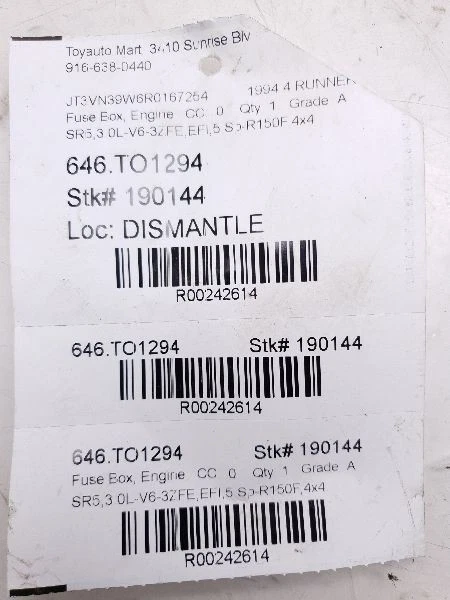 Toyauto Mart 3410 Sunrise Blv
916-638-0440
JT3VN39W6R0167254 1994 4 RUNNER
Fuse Box, Engine CC 0 Qty 1 Grade A
SR5,3 0L-V6-3ZFE,EFI,5 Sp-R150F 4x4
646.TO1294
Stk# 190144
Loc: DISMANTLE
R00242614
646.TO1294 Stk# 190144
R00242614
646.TO1294 Stk# 190144
Fuse Box, Engine CC 0 Qty 1 Grade A
SR5,3 0L-V6-3ZFE,EFI,5 Sp-R150F,4x4
R00242614